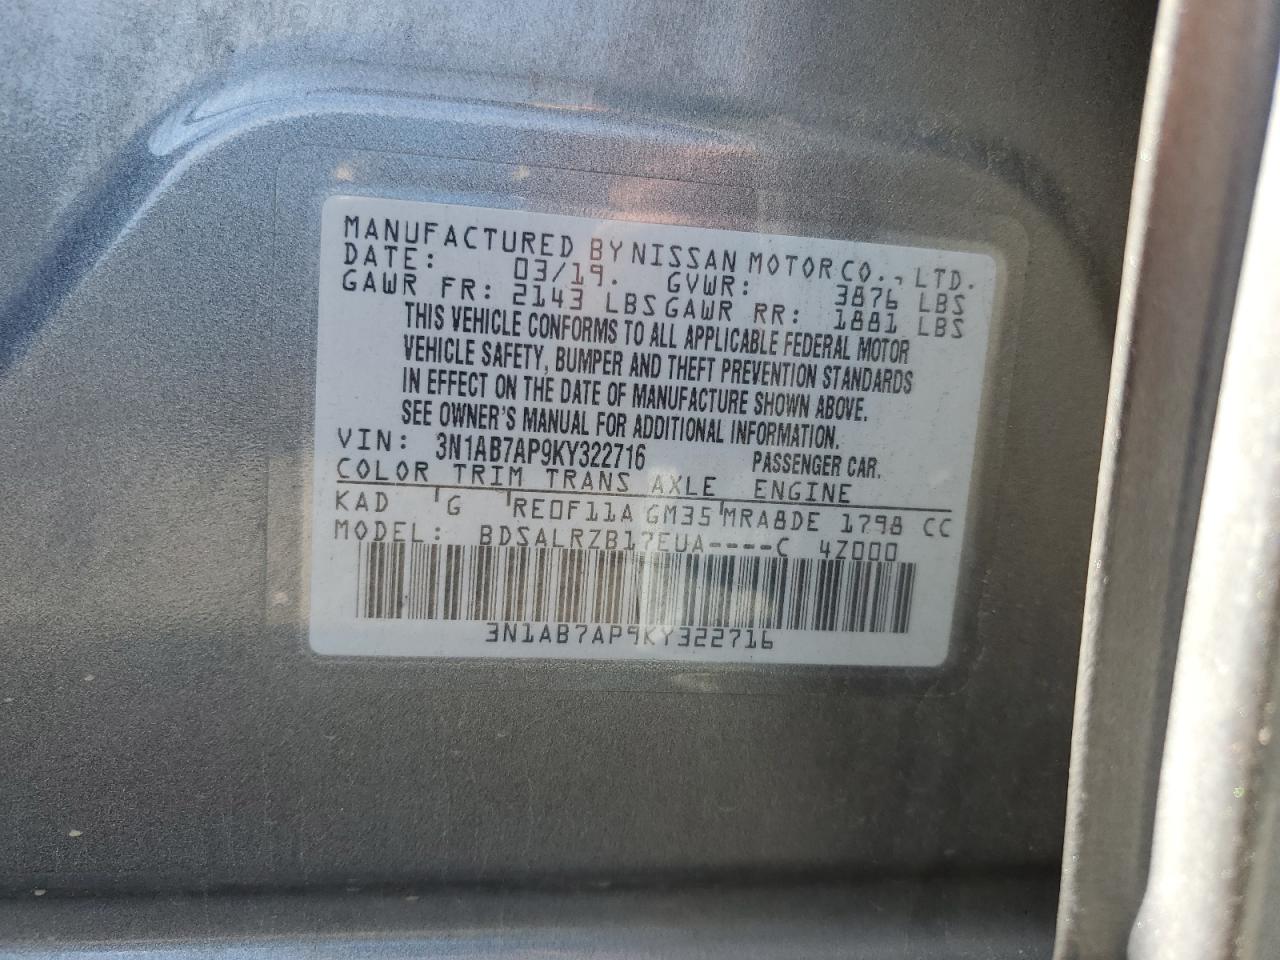 MANUFACTURED BY NISSAN MOTOR CO., LTD.
DATE: 03/19. GVWR: 3876 LBS
GAWR FR: 2143 LBS GAWR RR: 1881 LBS
THIS VEHICLE CONFORMS TO ALL APPLICABLE FEDERAL MOTOR
VEHICLE SAFETY, BUMPER AND THEFT PREVENTION STANDARDS
IN EFFECT ON THE DATE OF MANUFACTURE SHOWN ABOVE.
SEE OWNER'S MANUAL FOR ADDITIONAL INFORMATION.
VIN: 3N1AB7AP9KY322716 PASSENGER CAR.
COLOR TRIM TRANS AXLE ENGINE
KAD G RE0F11A GM35 MRA8DE 1798 CC
MODEL: BDSALRZB17EUA----C 4Z000
3N1AB7AP9KY322716